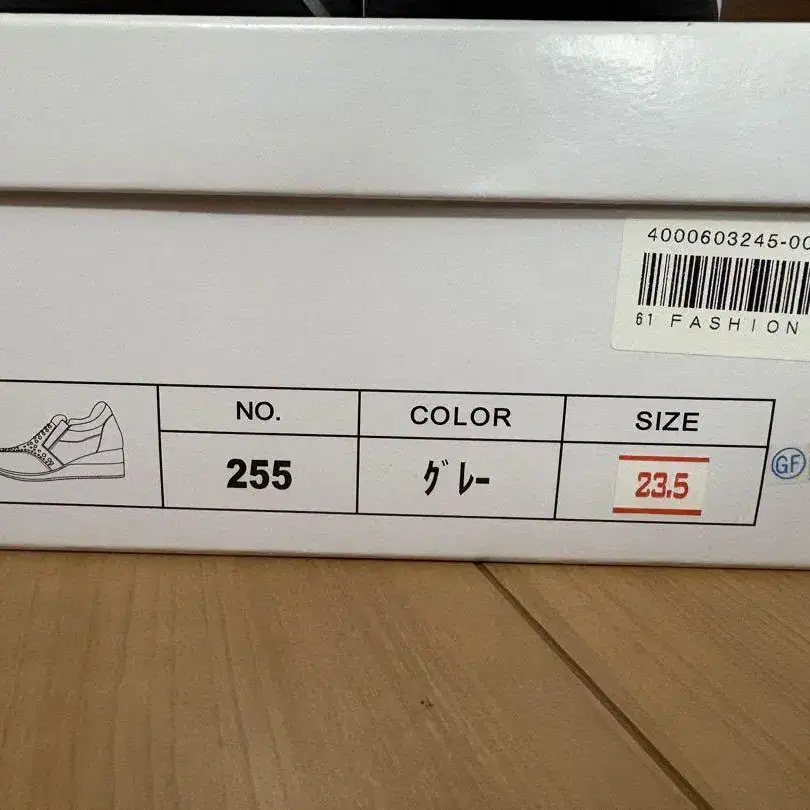 4000603245-00
61 FASHION
NO. COLOR SIZE
255 ｸﾞﾚｰ 23.5
GF